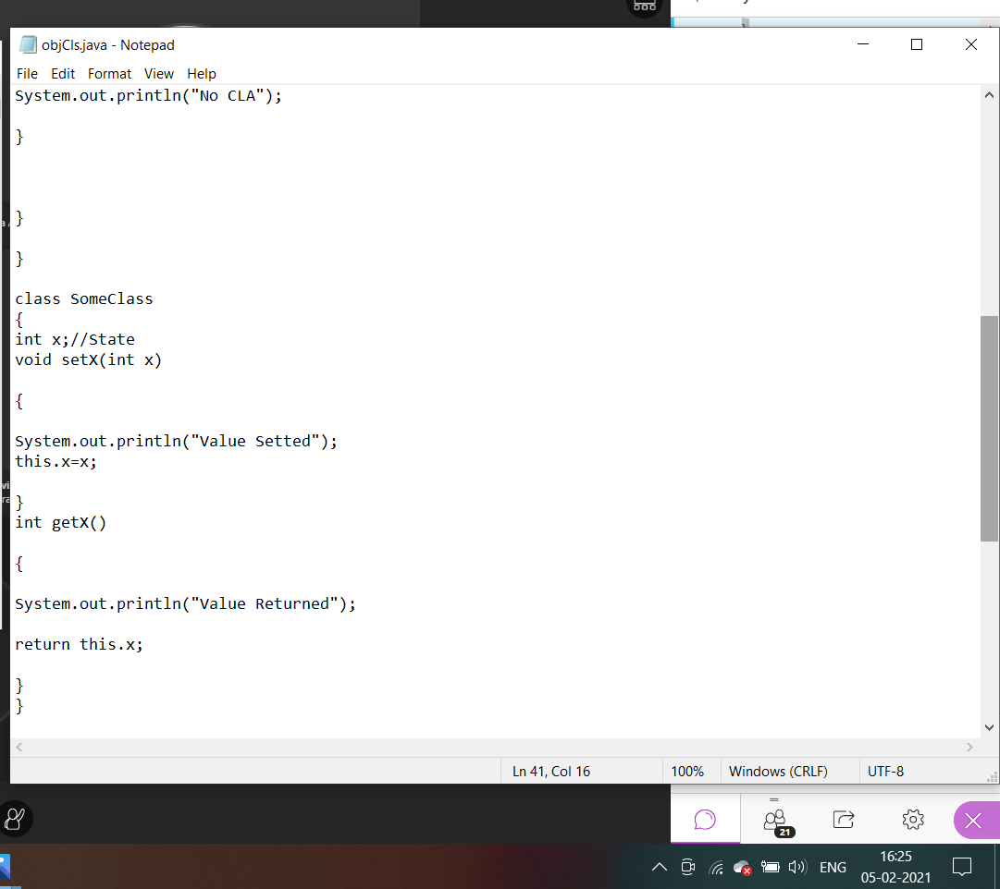 objCls.java - Notepad
File Edit Format View Help
System.out.println("No CLA");
}
}
}
class SomeClass
{
int x;//State
void setX(int x)
{
System.out.println("Value Setted");
this.x=x;
}
int getX()
{
System.out.println("Value Returned");
return this.x;
}
}
Ln 41, Col 16 100% Windows (CRLF) UTF-8
21
ENG
16:25
05-02-2021